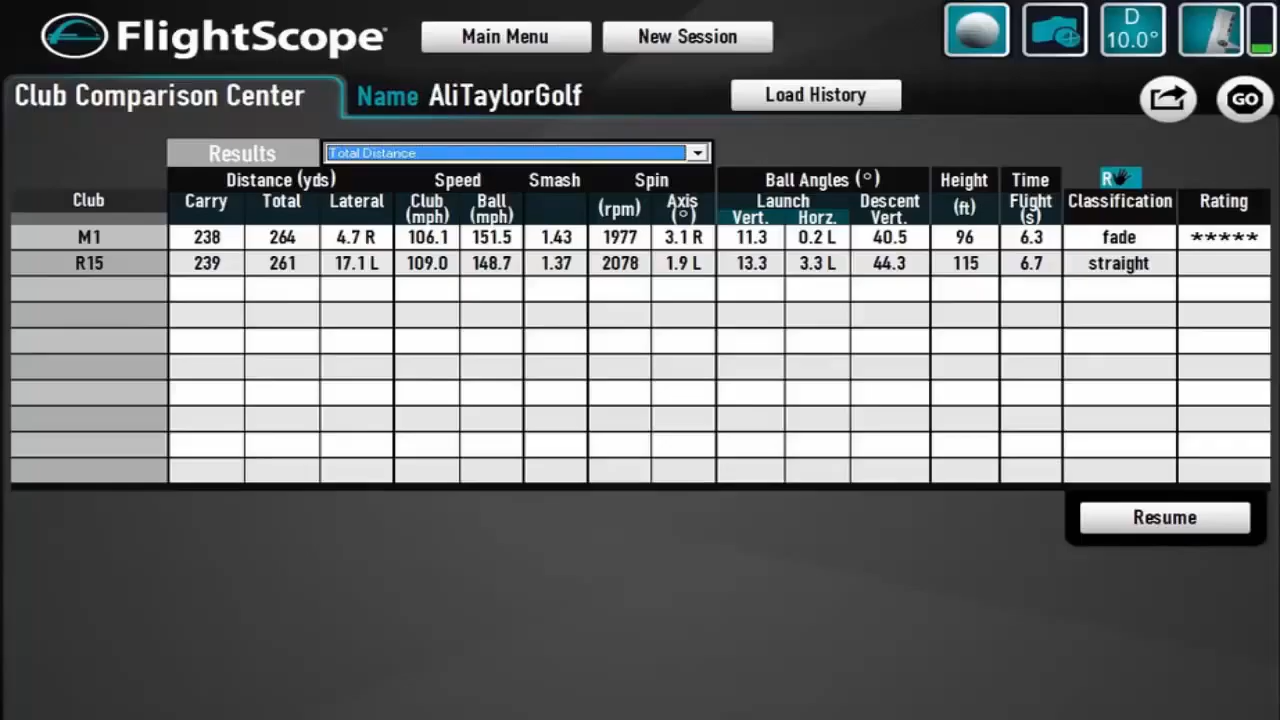 FlightScope
Main Menu
New Session
D
10.0°
Club Comparison Center
Name AliTaylorGolf
Load History
GO
Results
Total Distance
R
Club
Distance (yds)
Speed
Smash
Spin
Ball Angles (°)
Height
Time
Classification
Rating
Carry
Total
Lateral
Club
(mph)
Ball
(mph)
(rpm)
Axis
(°)
Launch
Vert.
Horz.
Descent
Vert.
(ft)
Flight
(s)
M1 238 264 4.7 R 106.1 151.5 1.43 1977 3.1 R 11.3 0.2 L 40.5 96 6.3 fade *****
R15 239 261 17.1 L 109.0 148.7 1.37 2078 1.9 L 13.3 3.3 L 44.3 115 6.7 straight
Resume